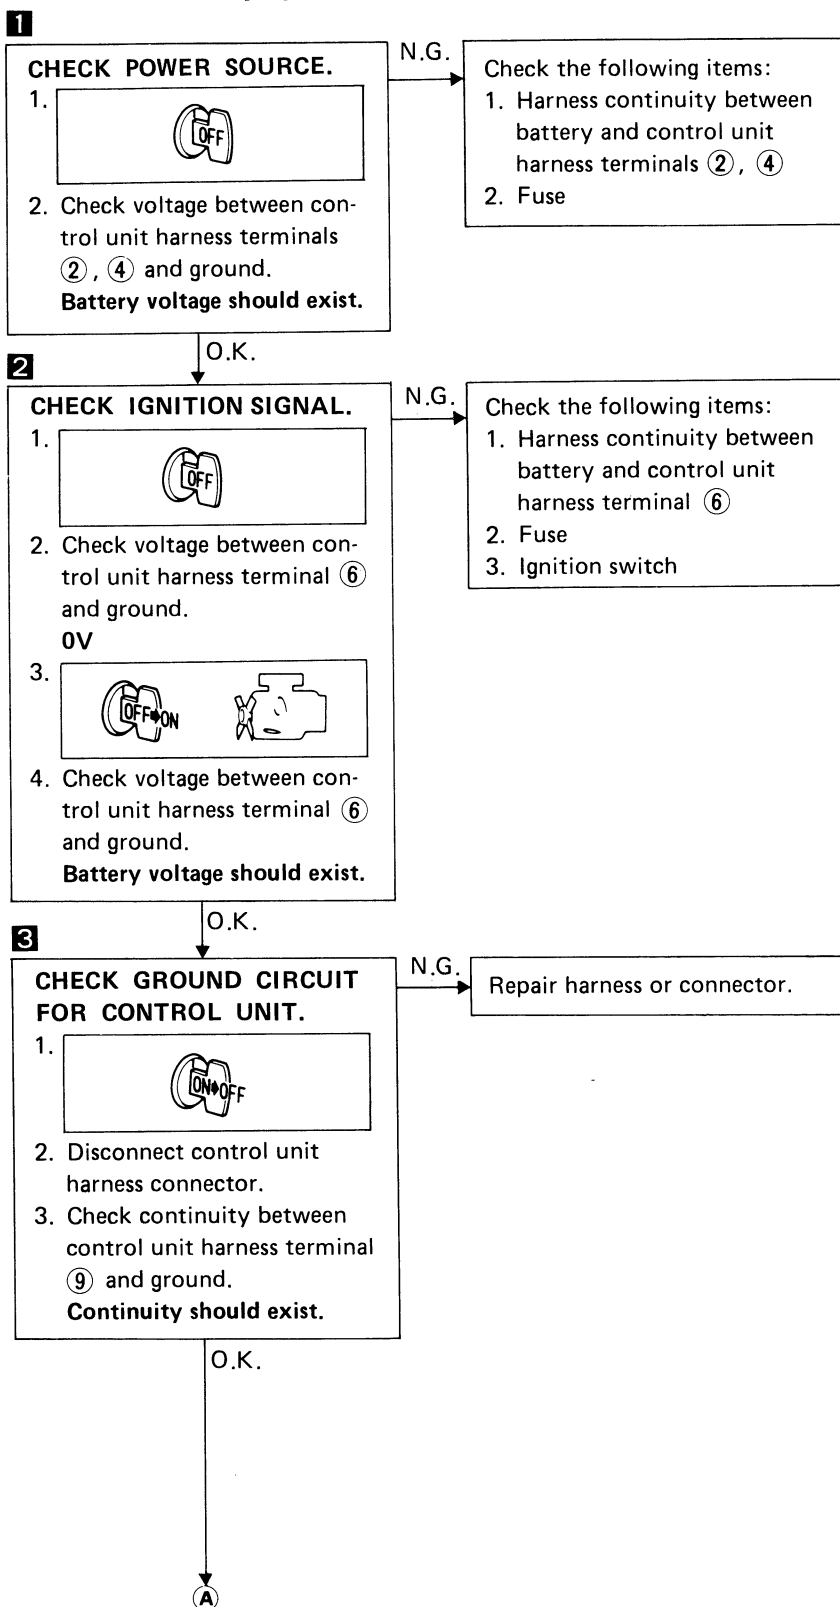 1
CHECK POWER SOURCE.
1.
OFF
2. Check voltage between con-
trol unit harness terminals
②, ④ and ground.
Battery voltage should exist.
N.G.
Check the following items:
1. Harness continuity between
battery and control unit
harness terminals ②, ④
2. Fuse
O.K.
2
CHECK IGNITION SIGNAL.
1.
OFF
2. Check voltage between con-
trol unit harness terminal ⑥
and ground.
0V
3.
OFF➧ON
4. Check voltage between con-
trol unit harness terminal ⑥
and ground.
Battery voltage should exist.
N.G.
Check the following items:
1. Harness continuity between
battery and control unit
harness terminal ⑥
2. Fuse
3. Ignition switch
O.K.
3
CHECK GROUND CIRCUIT
FOR CONTROL UNIT.
1.
ON➧OFF
2. Disconnect control unit
harness connector.
3. Check continuity between
control unit harness terminal
⑨ and ground.
Continuity should exist.
N.G.
Repair harness or connector.
O.K.
Ⓐ